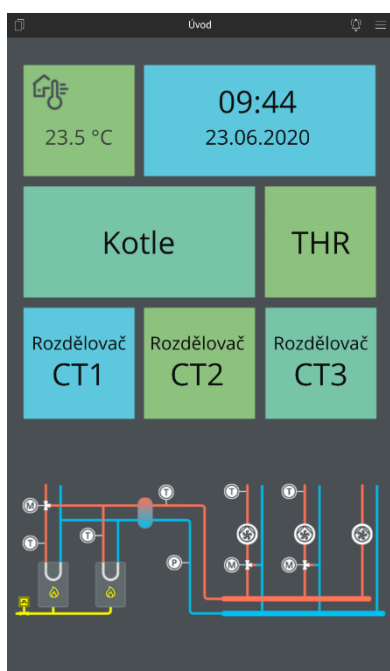 Úvod
23.5 °C
09:44
23.06.2020
Kotle
THR
Rozdělovač
CT1
Rozdělovač
CT2
Rozdělovač
CT3
T
T
T
M
T
T
P
M
M